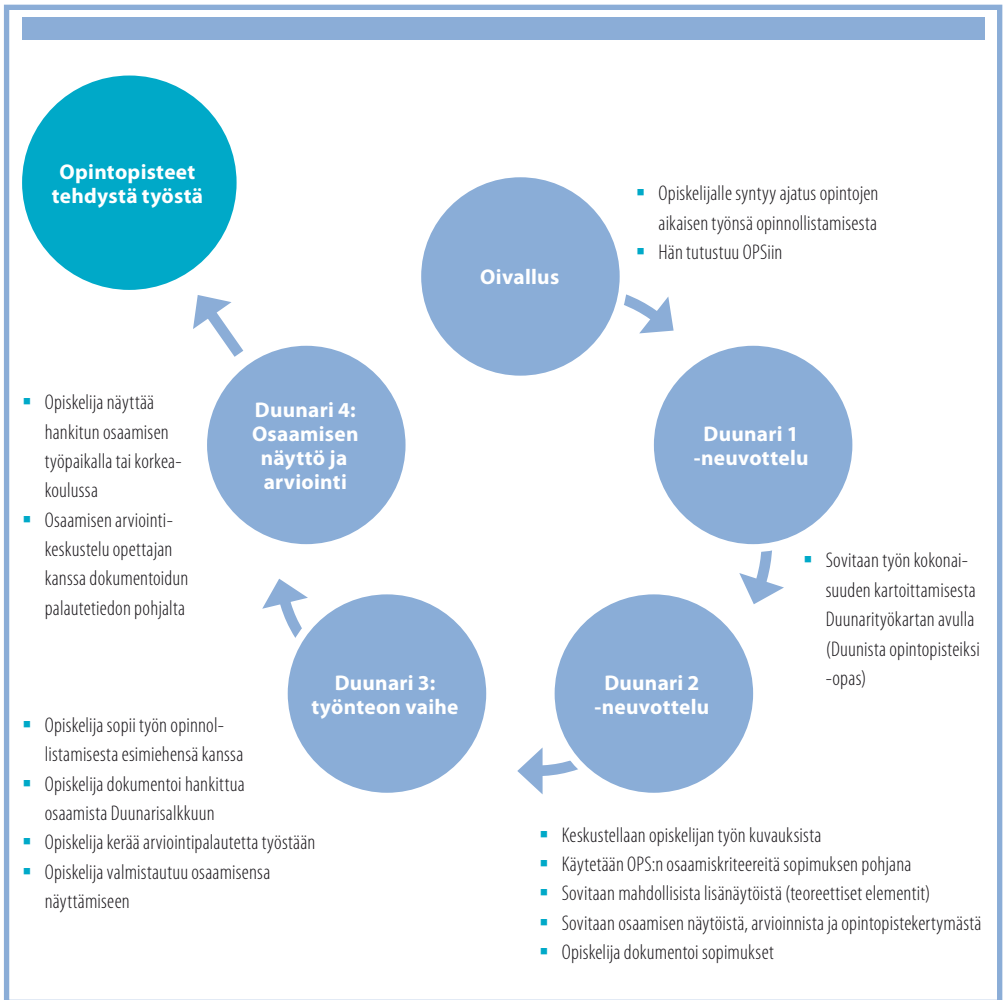 Oivallus
▪ Opiskelijalle syntyy ajatus opintojen
aikaisen työnsä opinnollistamisesta
▪ Hän tutustuu OPSiin
Duunari 1
-neuvottelu
▪ Sovitaan työn kokonai-
suuden kartoittamisesta
Duunarityökartan avulla
(Duunista opintopisteiksi
-opas)
Duunari 2
-neuvottelu
▪ Keskustellaan opiskelijan työn kuvauksista
▪ Käytetään OPS:n osaamiskriteereitä sopimuksen pohjana
▪ Sovitaan mahdollisista lisänäytöistä (teoreettiset elementit)
▪ Sovitaan osaamisen näytöistä, arvioinnista ja opintopistekertymästä
▪ Opiskelija dokumentoi sopimukset
Duunari 3:
työnteon vaihe
▪ Opiskelija sopii työn opinnol-
listamisesta esimiehensä kanssa
▪ Opiskelija dokumentoi hankittua
osaamista Duunarisalkkuun
▪ Opiskelija kerää arviointipalautetta työstään
▪ Opiskelija valmistautuu osaamisensa
näyttämiseen
Duunari 4:
Osaamisen
näyttö ja
arviointi
▪ Opiskelija näyttää
hankitun osaamisen
työpaikalla tai korkea-
koulussa
▪ Osaamisen arviointi-
keskustelu opettajan
kanssa dokumentoidun
palautetiedon pohjalta
Opintopisteet
tehdystä työstä